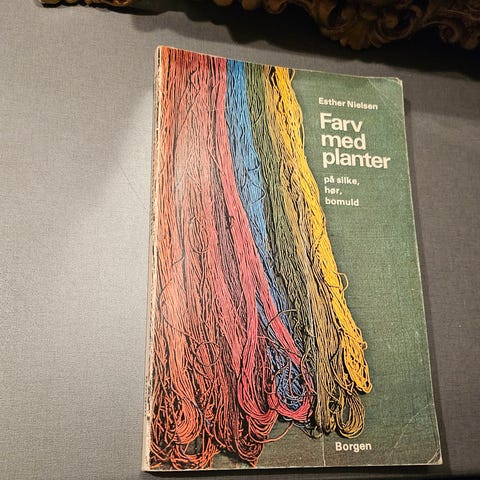 Esther Nielsen
Farv
med
planter
på silke,
hør,
bomuld
Borgen